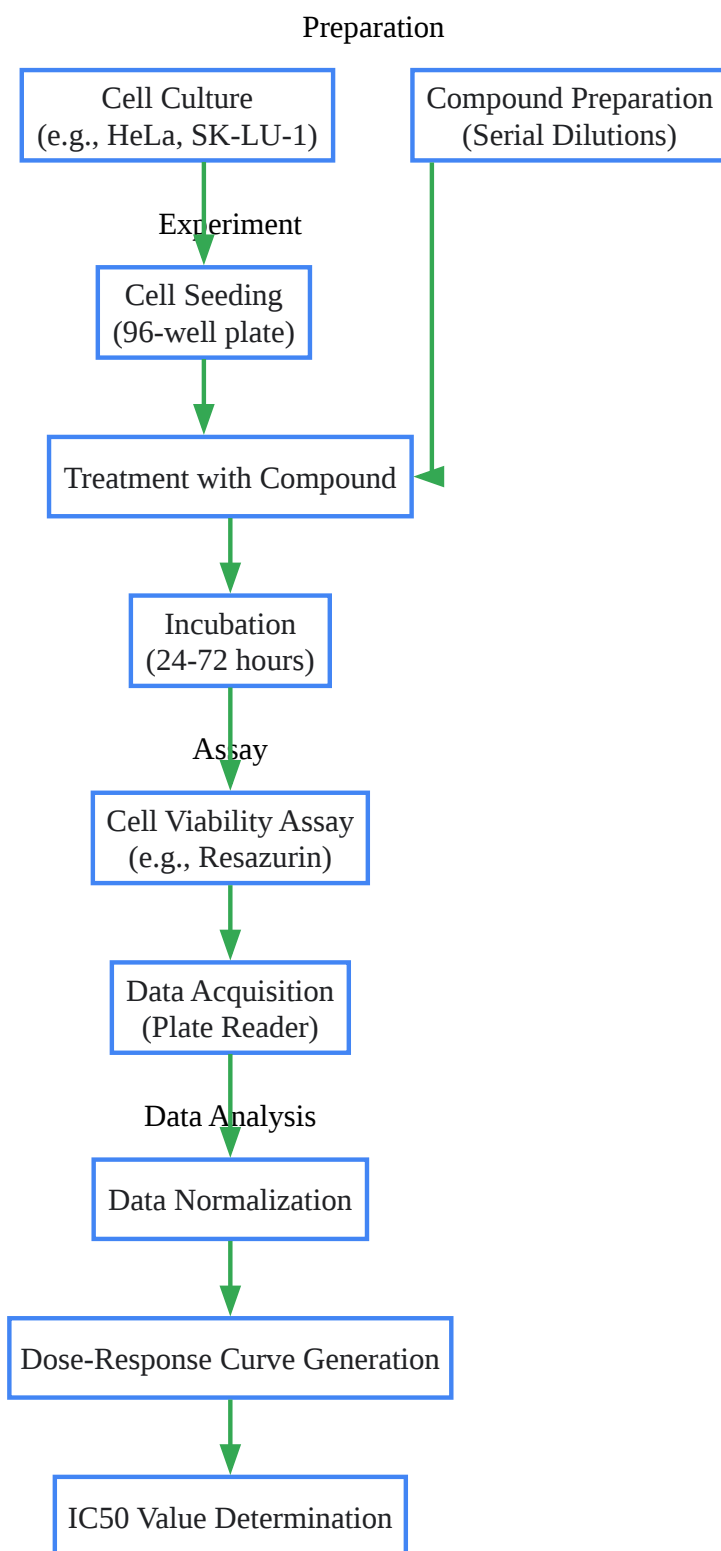 Preparation
Cell Culture
(e.g., HeLa, SK-LU-1)
Compound Preparation
(Serial Dilutions)
Experiment
Cell Seeding
(96-well plate)
Treatment with Compound
Incubation
(24-72 hours)
Assay
Cell Viability Assay
(e.g., Resazurin)
Data Acquisition
(Plate Reader)
Data Analysis
Data Normalization
Dose-Response Curve Generation
IC50 Value Determination